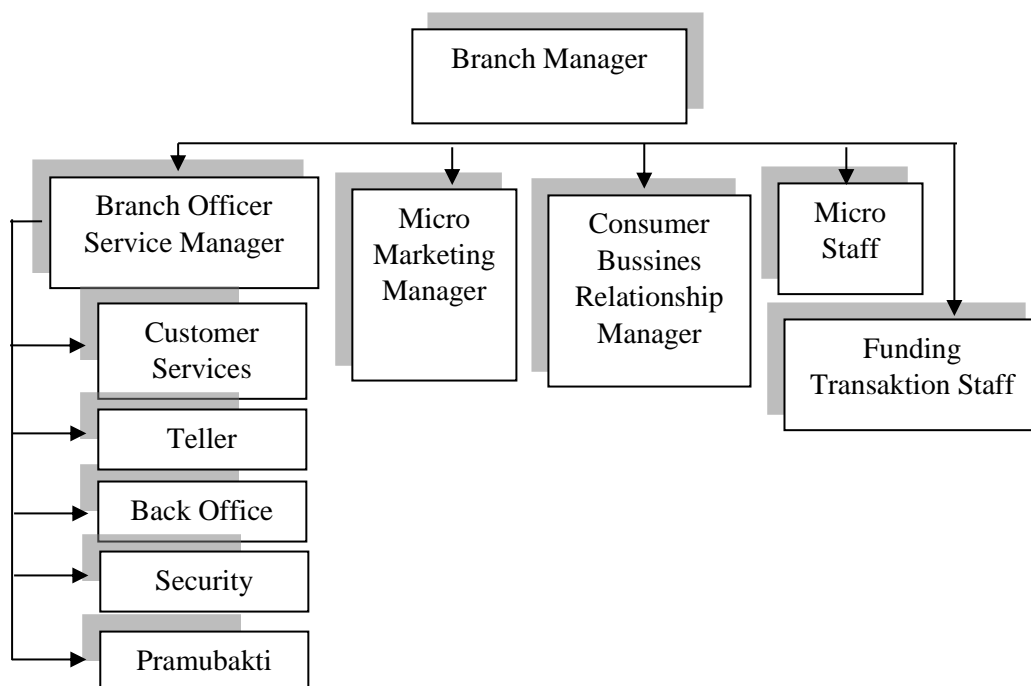 Branch Manager
Branch Officer
Service Manager
Micro
Marketing
Manager
Consumer
Bussines
Relationship
Manager
Micro
Staff
Funding
Transaktion Staff
Customer
Services
Teller
Back Office
Security
Pramubakti